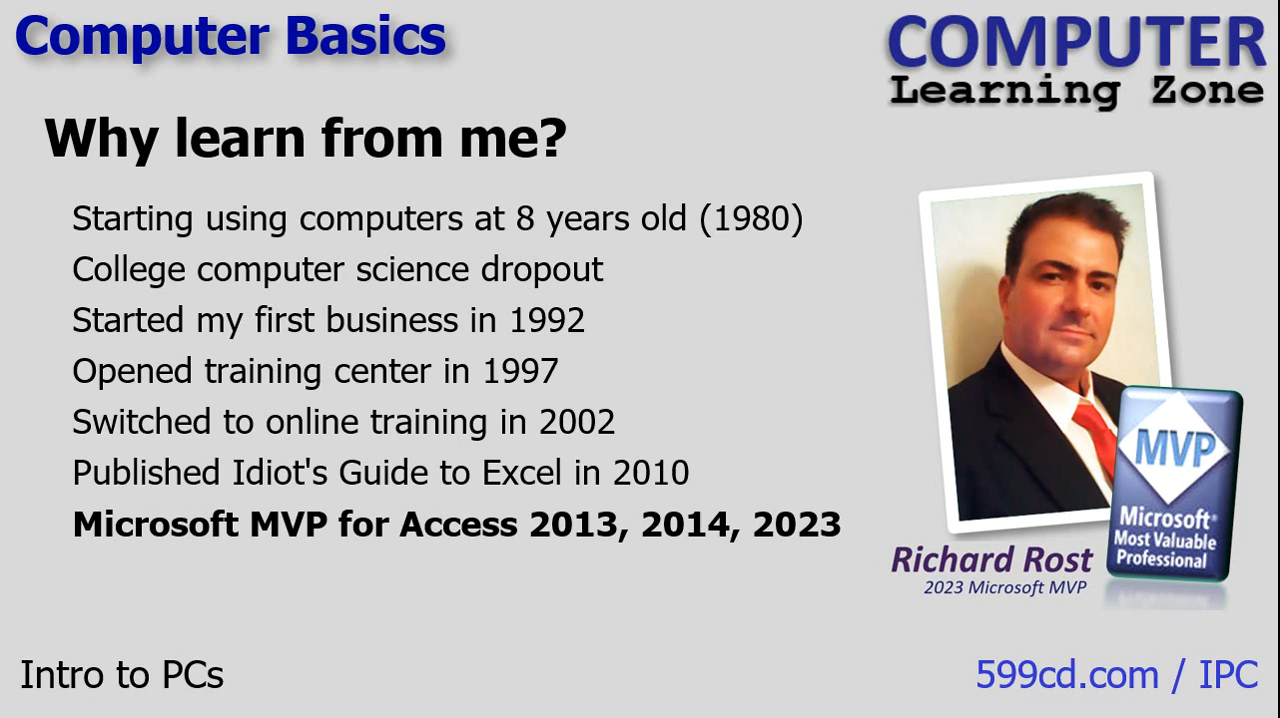 Computer Basics
COMPUTER
Learning Zone
Why learn from me?
Starting using computers at 8 years old (1980)
College computer science dropout
Started my first business in 1992
Opened training center in 1997
Switched to online training in 2002
Published Idiot's Guide to Excel in 2010
Microsoft MVP for Access 2013, 2014, 2023
MVP
Microsoft®
Most Valuable
Professional
Richard Rost
2023 Microsoft MVP
Intro to PCs
599cd.com / IPC